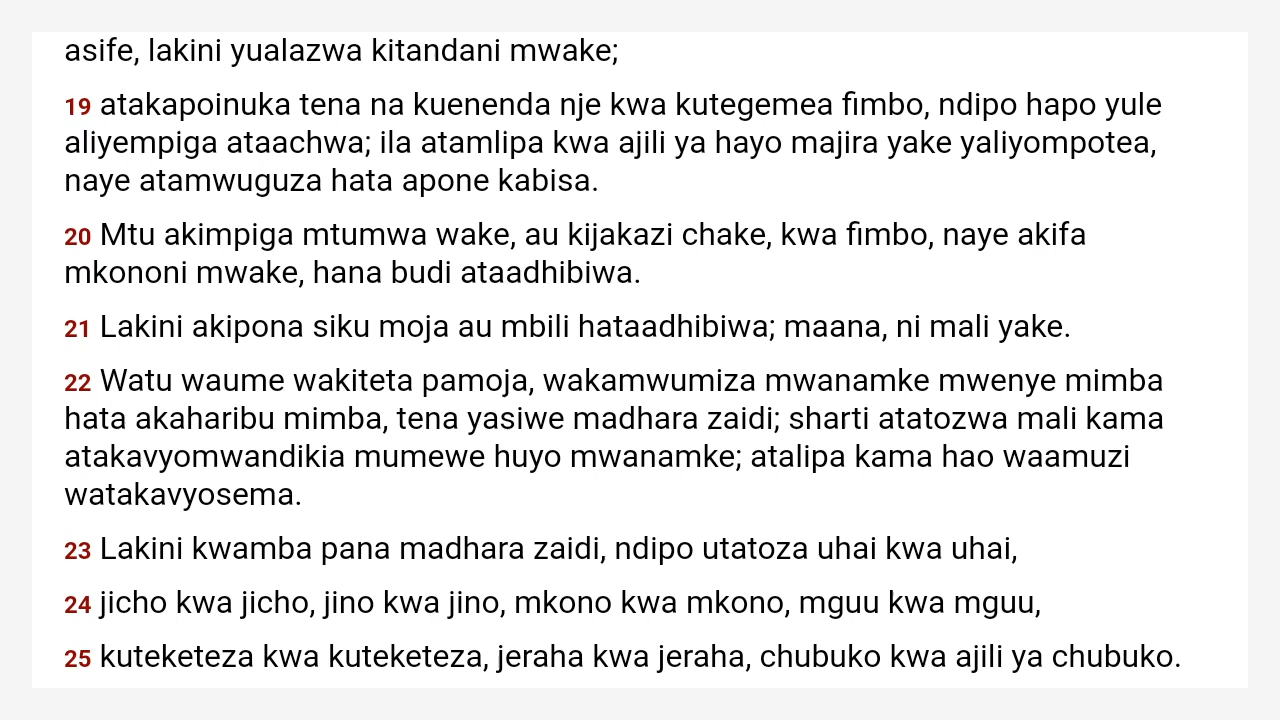 asife, lakini yualazwa kitandani mwake;
19 atakapoinuka tena na kuenenda nje kwa kutegemea fimbo, ndipo hapo yule
aliyempiga ataachwa; ila atamlipa kwa ajili ya hayo majira yake yaliyompotea,
naye atamwuguza hata apone kabisa.
20 Mtu akimpiga mtumwa wake, au kijakazi chake, kwa fimbo, naye akifa
mkononi mwake, hana budi ataadhibiwa.
21 Lakini akipona siku moja au mbili hataadhibiwa; maana, ni mali yake.
22 Watu waume wakiteta pamoja, wakamwumiza mwanamke mwenye mimba
hata akaharibu mimba, tena yasiwe madhara zaidi; sharti atatozwa mali kama
atakavyomwandikia mumewe huyo mwanamke; atalipa kama hao waamuzi
watakavyosema.
23 Lakini kwamba pana madhara zaidi, ndipo utatoza uhai kwa uhai,
24 jicho kwa jicho, jino kwa jino, mkono kwa mkono, mguu kwa mguu,
25 kuteketeza kwa kuteketeza, jeraha kwa jeraha, chubuko kwa ajili ya chubuko.